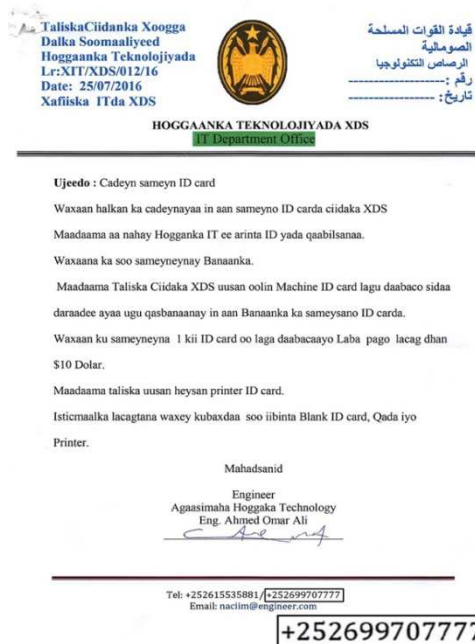 TaliskaCiidanka Xoogga
Dalka Soomaaliyeed
Hoggaanka Teknolojiyada
Lr:XIT/XDS/012/16
Date: 25/07/2016
Xafiiska ITda XDS
قيادة القوات المسلحة
الصومالية
الرصاص التكنولوجيا
رقم :--------------------
تاريخ: ------------------
HOGGAANKA TEKNOLOJIYADA XDS
IT Department Office
Ujeedo : Cadeyn sameyn ID card
Waxaan halkan ka cadeynayaa in aan sameyno ID carda ciidaka XDS
Maadaama aa nahay Hogganka IT ee arinta ID yada qaabilsanaa.
Waxaana ka soo sameyneynay Banaanka.
Madaama Taliska Ciidaka XDS uusan oolin Machine ID card lagu daabaco sidaa
daraadee ayaa ugu qasbanaanay in aan Banaanka ka sameysano ID carda.
Waxaan ku sameyneyna 1 kii ID card oo laga daabacaayo Laba pago lacag dhan
$10 Dolar.
Maadaama taliska uusan heysan printer ID card.
Isticmaalka lacagtana waxey kubaxdaa soo iibinta Blank ID card, Qada iyo
Printer.
Mahadsanid
Engineer
Agaasimaha Hoggaka Technology
Eng. Ahmed Omar Ali
Tel: +252615535881/+252699707777
Email: naciim@engineer.com
+252699707777